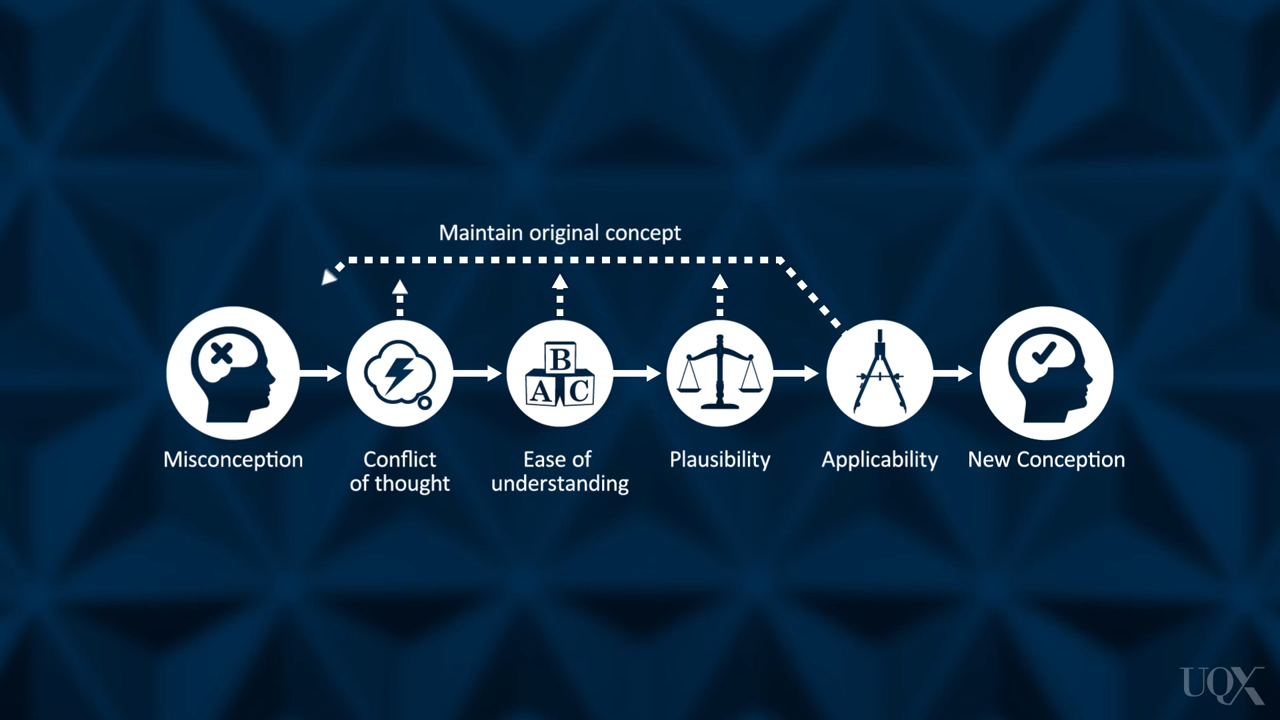 Maintain original concept
B
A C
Misconception
Conflict
of thought
Ease of
understanding
Plausibility
Applicability
New Conception
UQX